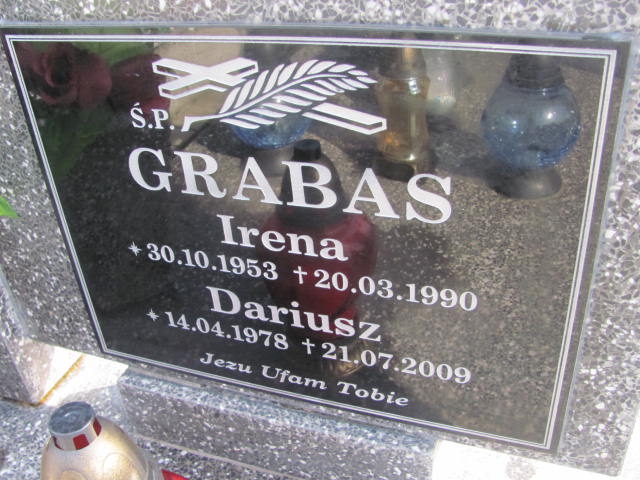 Ś.P.
GRABAS
Irena
*30.10.1953 †20.03.1990
Dariusz
*14.04.1978 †21.07.2009
Jezu Ufam Tobie